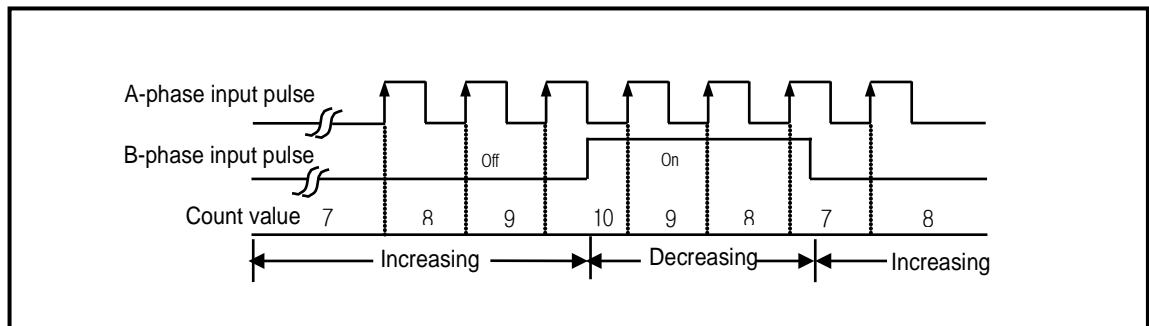 A-phase input pulse
B-phase input pulse
Off
On
Count value 7 8 9 10 9 8 7 8
Increasing Decreasing Increasing